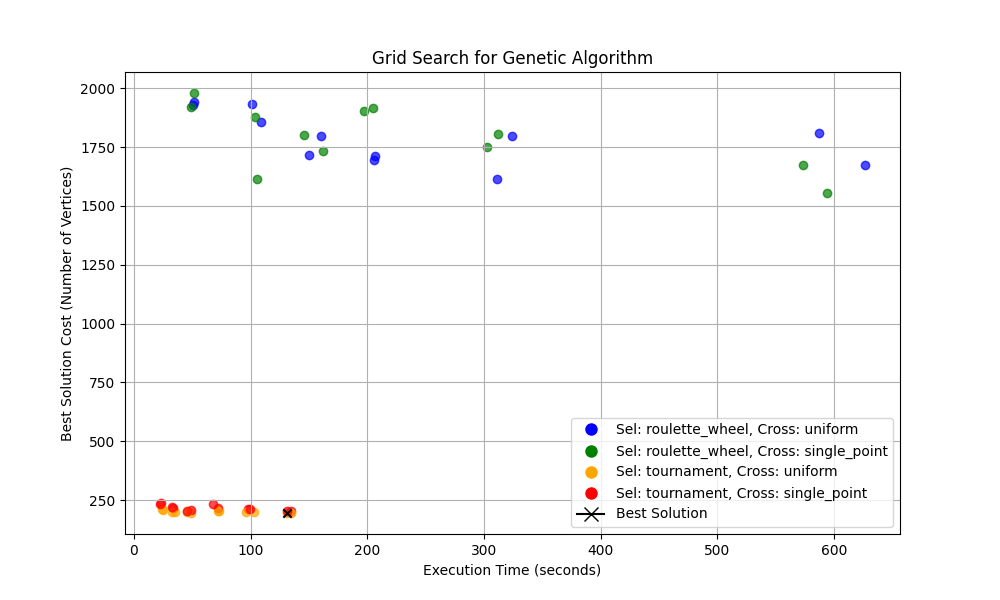 Grid Search for Genetic Algorithm
Best Solution Cost (Number of Vertices)
2000
1750
1500
1250
1000
750
500
250
Sel: roulette_wheel, Cross: uniform
Sel: roulette_wheel, Cross: single_point
Sel: tournament, Cross: uniform
Sel: tournament, Cross: single_point
Best Solution
0 100 200 300 400 500 600
Execution Time (seconds)